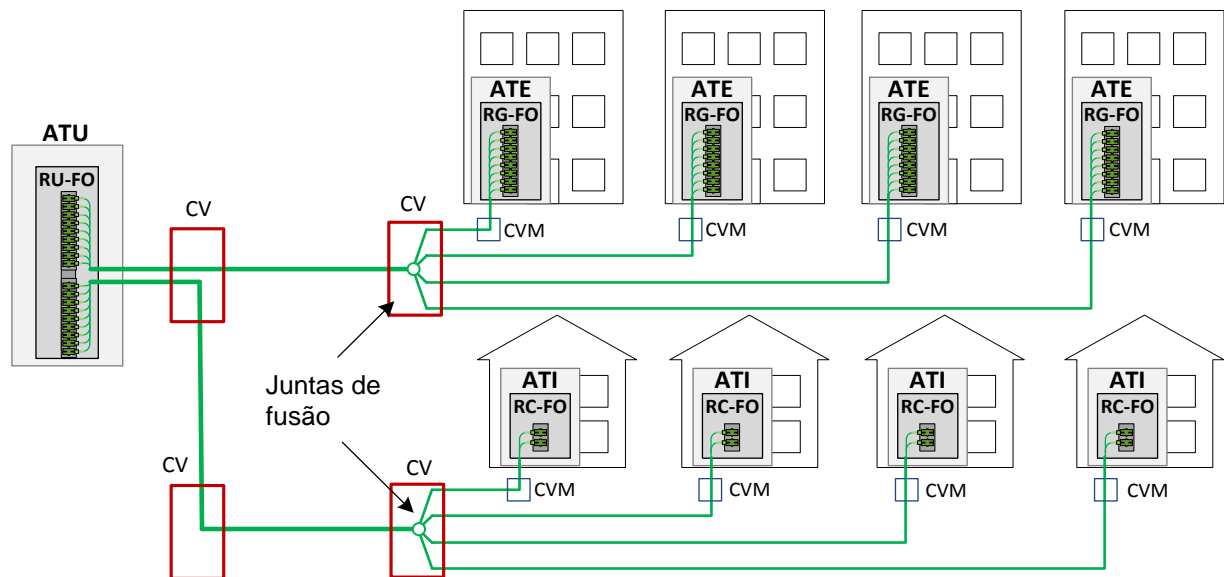 ATE
RG-FO
ATE
RG-FO
ATE
RG-FO
ATE
RG-FO
ATU
RU-FO
CV
CV
CVM
CVM
CVM
CVM
Juntas de
fusão
ATI
RC-FO
ATI
RC-FO
ATI
RC-FO
ATI
RC-FO
CV
CV
CVM
CVM
CVM
CVM